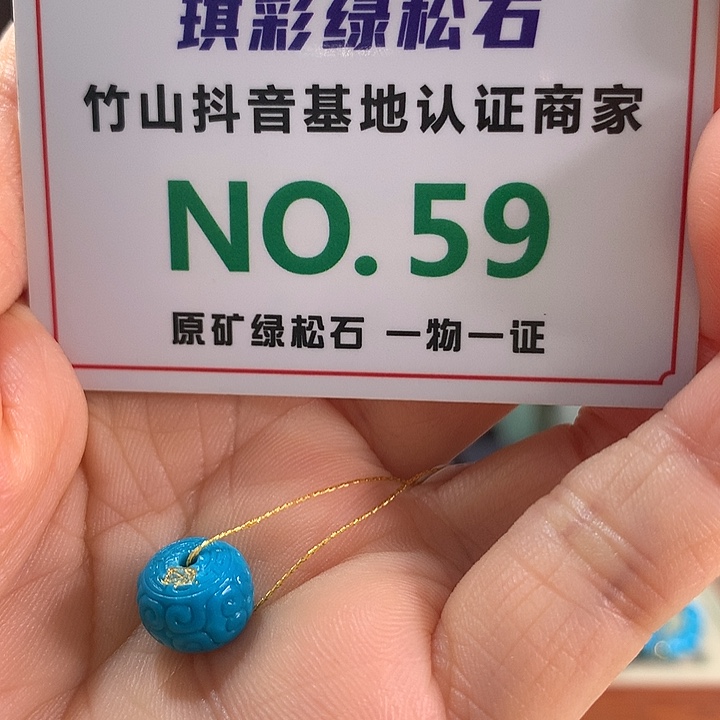 琪彩绿松石
竹山抖音基地认证商家
NO. 59
原矿绿松石 一物一证